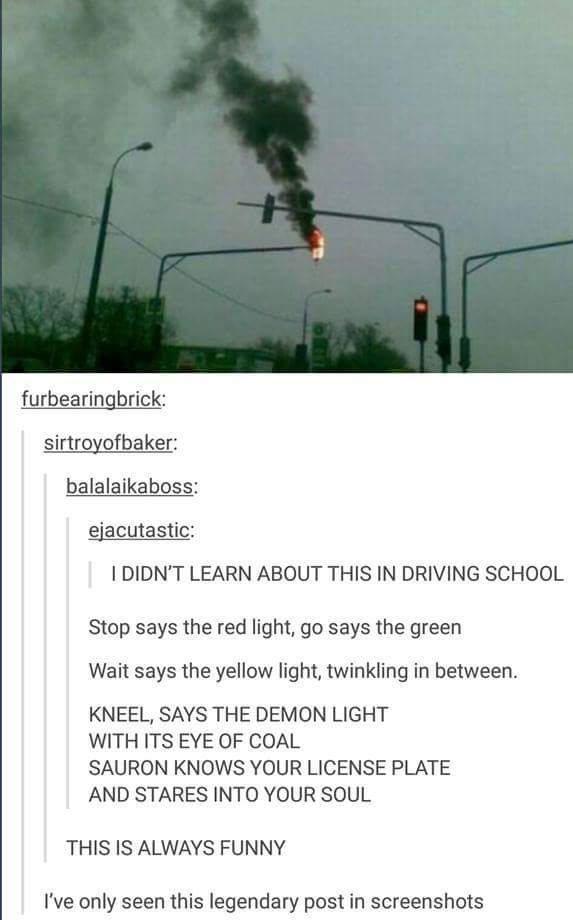 furbearingbrick:
sirtroyofbaker:
balalaikaboss:
ejacutastic:
I DIDN'T LEARN ABOUT THIS IN DRIVING SCHOOL
Stop says the red light, go says the green
Wait says the yellow light, twinkling in between.
KNEEL, SAYS THE DEMON LIGHT
WITH ITS EYE OF COAL
SAURON KNOWS YOUR LICENSE PLATE
AND STARES INTO YOUR SOUL
THIS IS ALWAYS FUNNY
I've only seen this legendary post in screenshots